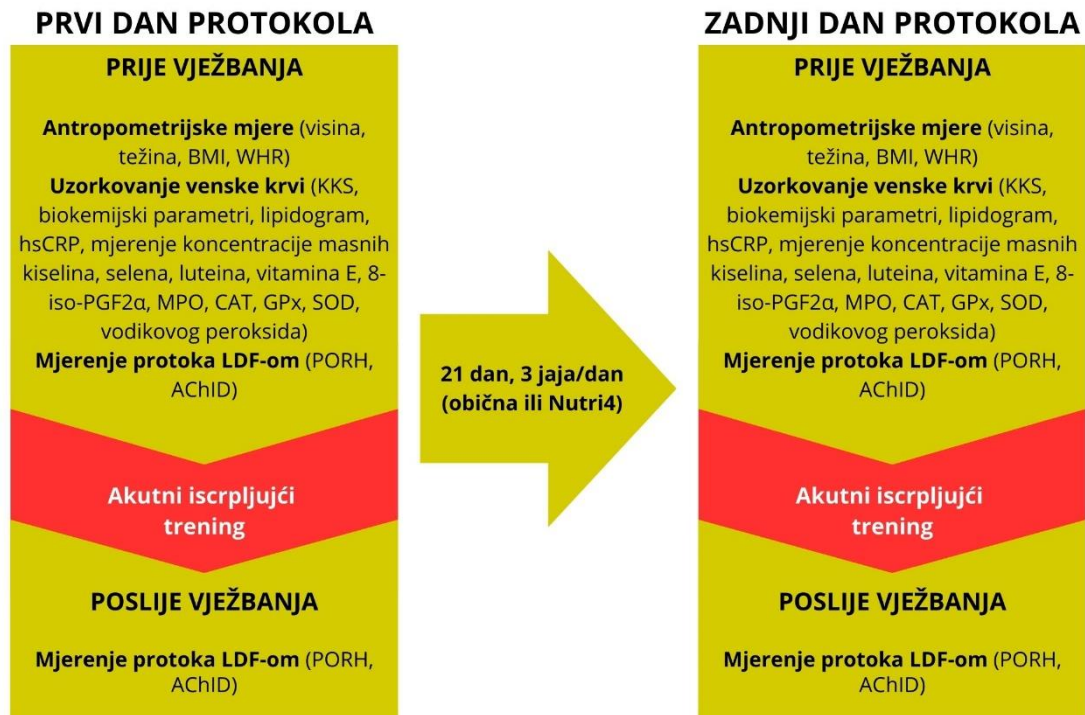 PRVI DAN PROTOKOLA
PRIJE VJEŽBANJA
Antropometrijske mjere (visina,
težina, BMI, WHR)
Uzorkovanje venske krvi (KKS,
biokemijski parametri, lipidogram,
hsCRP, mjerenje koncentracije masnih
kiselina, selena, luteina, vitamina E, 8-
iso-PGF2α, MPO, CAT, GPx, SOD,
vodikovog peroksida)
Mjerenje protoka LDF-om (PORH,
AChID)
Akutni iscrpljujći
trening
POSLIJE VJEŽBANJA
Mjerenje protoka LDF-om (PORH,
AChID)
21 dan, 3 jaja/dan
(obična ili Nutri4)
ZADNJI DAN PROTOKOLA
PRIJE VJEŽBANJA
Antropometrijske mjere (visina,
težina, BMI, WHR)
Uzorkovanje venske krvi (KKS,
biokemijski parametri, lipidogram,
hsCRP, mjerenje koncentracije masnih
kiselina, selena, luteina, vitamina E, 8-
iso-PGF2α, MPO, CAT, GPx, SOD,
vodikovog peroksida)
Mjerenje protoka LDF-om (PORH,
AChID)
Akutni iscrpljujći
trening
POSLIJE VJEŽBANJA
Mjerenje protoka LDF-om (PORH,
AChID)